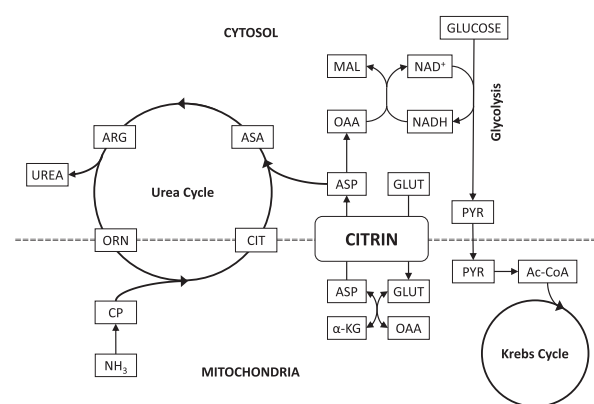 GLUCOSE
CYTOSOL
MAL
NAD⁺
Glycolysis
OAA
NADH
ARG
ASA
UREA
Urea Cycle
ASP
GLUT
PYR
ORN
CIT
CITRIN
ASP
GLUT
PYR
Ac-CoA
CP
α-KG
OAA
Krebs Cycle
NH₃
MITOCHONDRIA